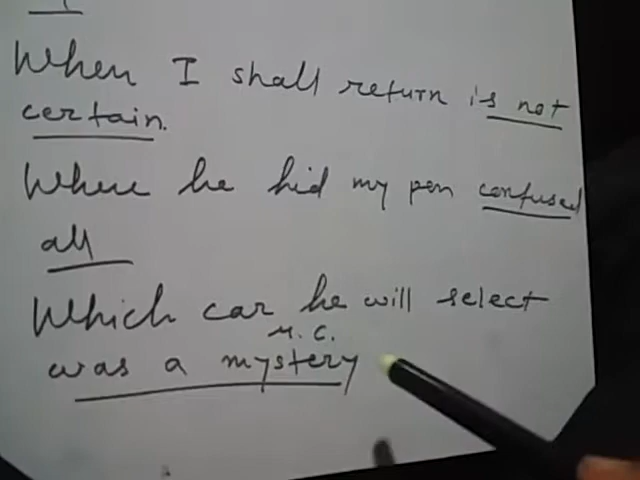 When I shall return is not
certain.
Where he hid my pen confused
all
Which car he will select
M.C.
was a mystery